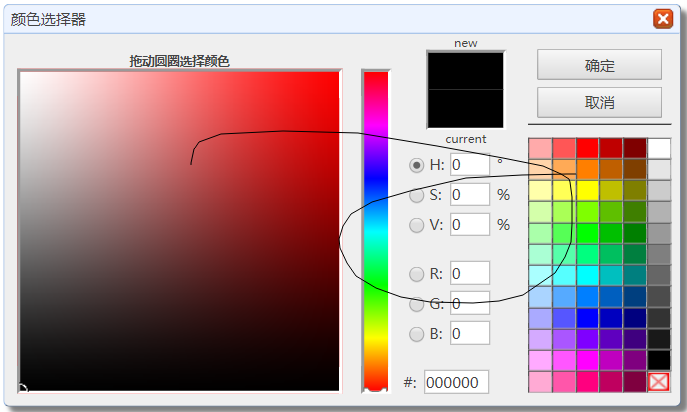 颜色选择器
拖动圆圈选择颜色
new
current
确定
取消
H: 0 °
S: 0 %
V: 0 %
R: 0
G: 0
B: 0
#: 000000